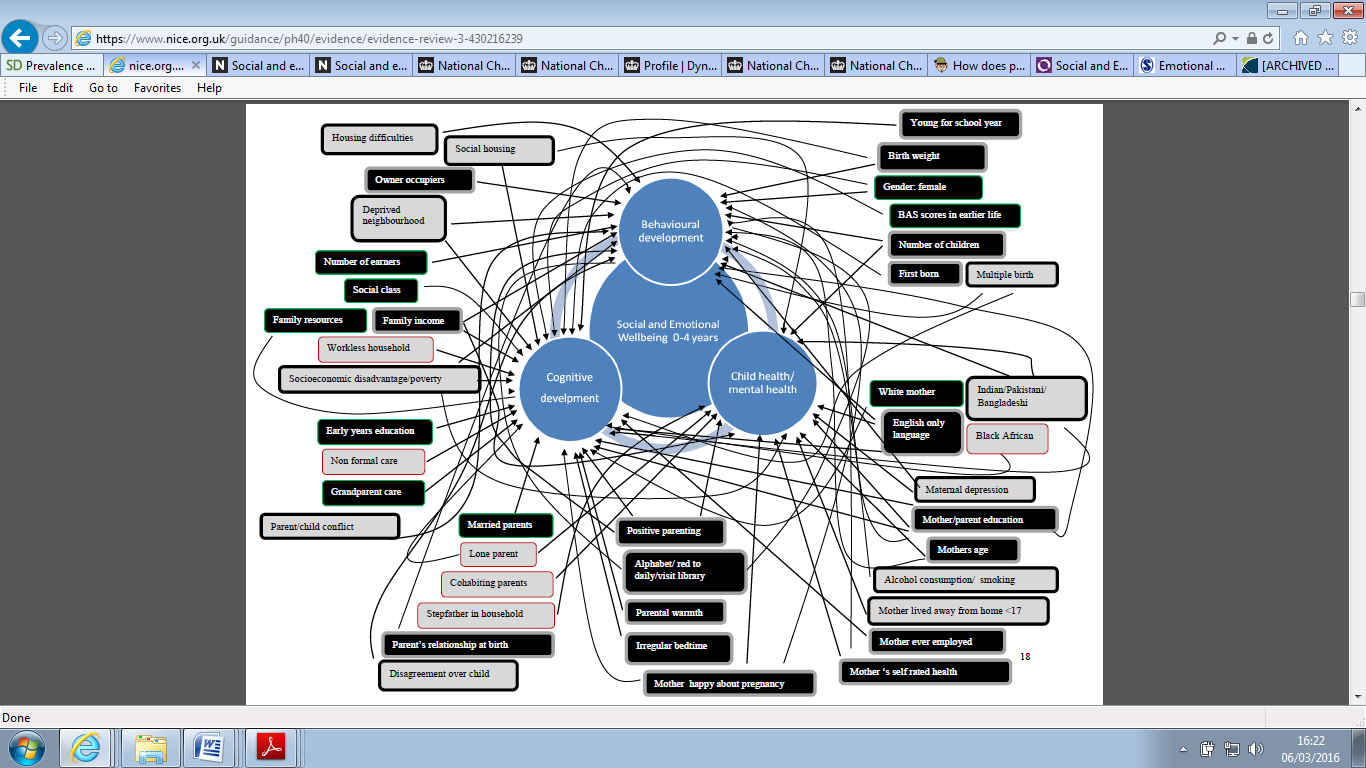 https://www.nice.org.uk/guidance/ph40/evidence/evidence-review-3-430216239
SD Prevalence ...
nice.org....
Social and e...
Social and e...
National Ch...
National Ch...
Profile | Dyn...
National Ch...
National Ch...
How does p...
Social and E...
Emotional ...
[ARCHIVED ...
File Edit Go to Favorites Help
Housing difficulties
Social housing
Owner occupiers
Deprived
neighbourhood
Number of earners
Social class
Family resources
Family income
Workless household
Socioeconomic disadvantage/poverty
Early years education
Non formal care
Grandparent care
Parent/child conflict
Young for school year
Birth weight
Gender: female
BAS scores in earlier life
Number of children
First born
Multiple birth
Behavioural
development
Social and Emotional
Wellbeing 0-4 years
Cognitive
develpment
Child health/
mental health
White mother
Indian/Pakistani/
Bangladeshi
English only
language
Black African
Maternal depression
Mother/parent education
Mothers age
Alcohol consumption/ smoking
Mother lived away from home <17
Mother ever employed
Mother ‘s self rated health
Married parents
Lone parent
Cohabiting parents
Stepfather in household
Parent’s relationship at birth
Disagreement over child
Positive parenting
Alphabet/ red to
daily/visit library
Parental warmth
Irregular bedtime
Mother happy about pregnancy
18
Done
16:22
06/03/2016